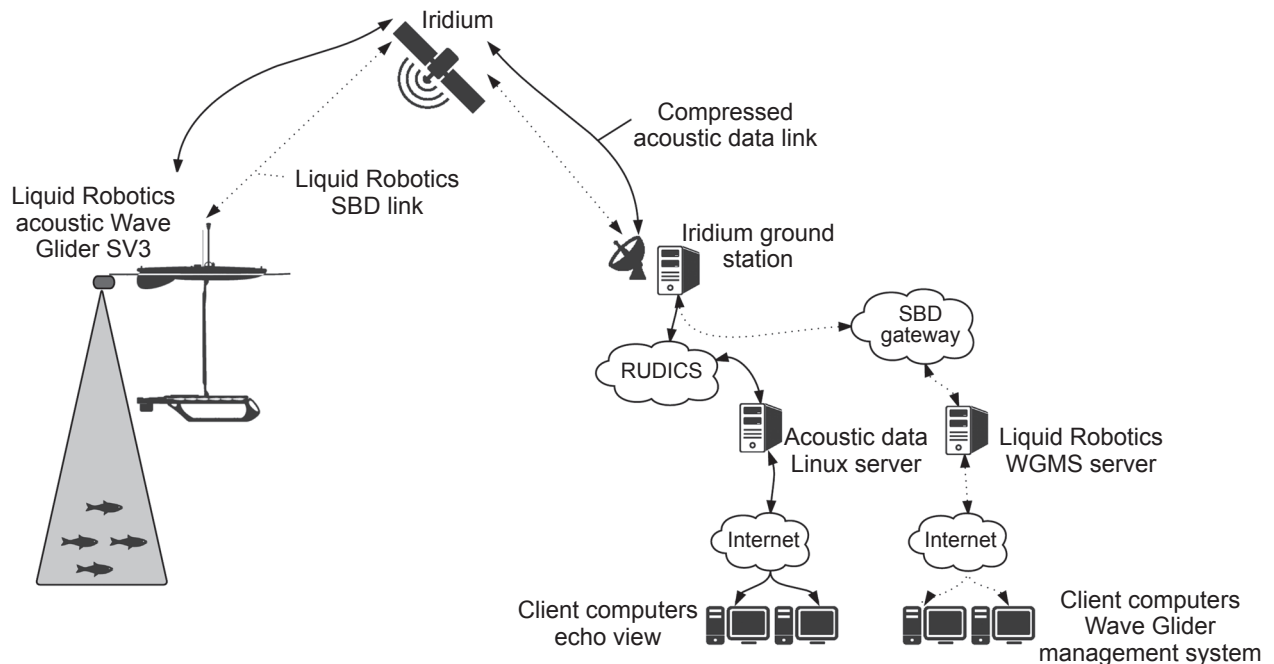 Iridium
Compressed
acoustic data link
Liquid Robotics
SBD link
Liquid Robotics
acoustic Wave
Glider SV3
Iridium ground
station
SBD
gateway
RUDICS
Acoustic data
Linux server
Liquid Robotics
WGMS server
Internet
Internet
Client computers
echo view
Client computers
Wave Glider
management system